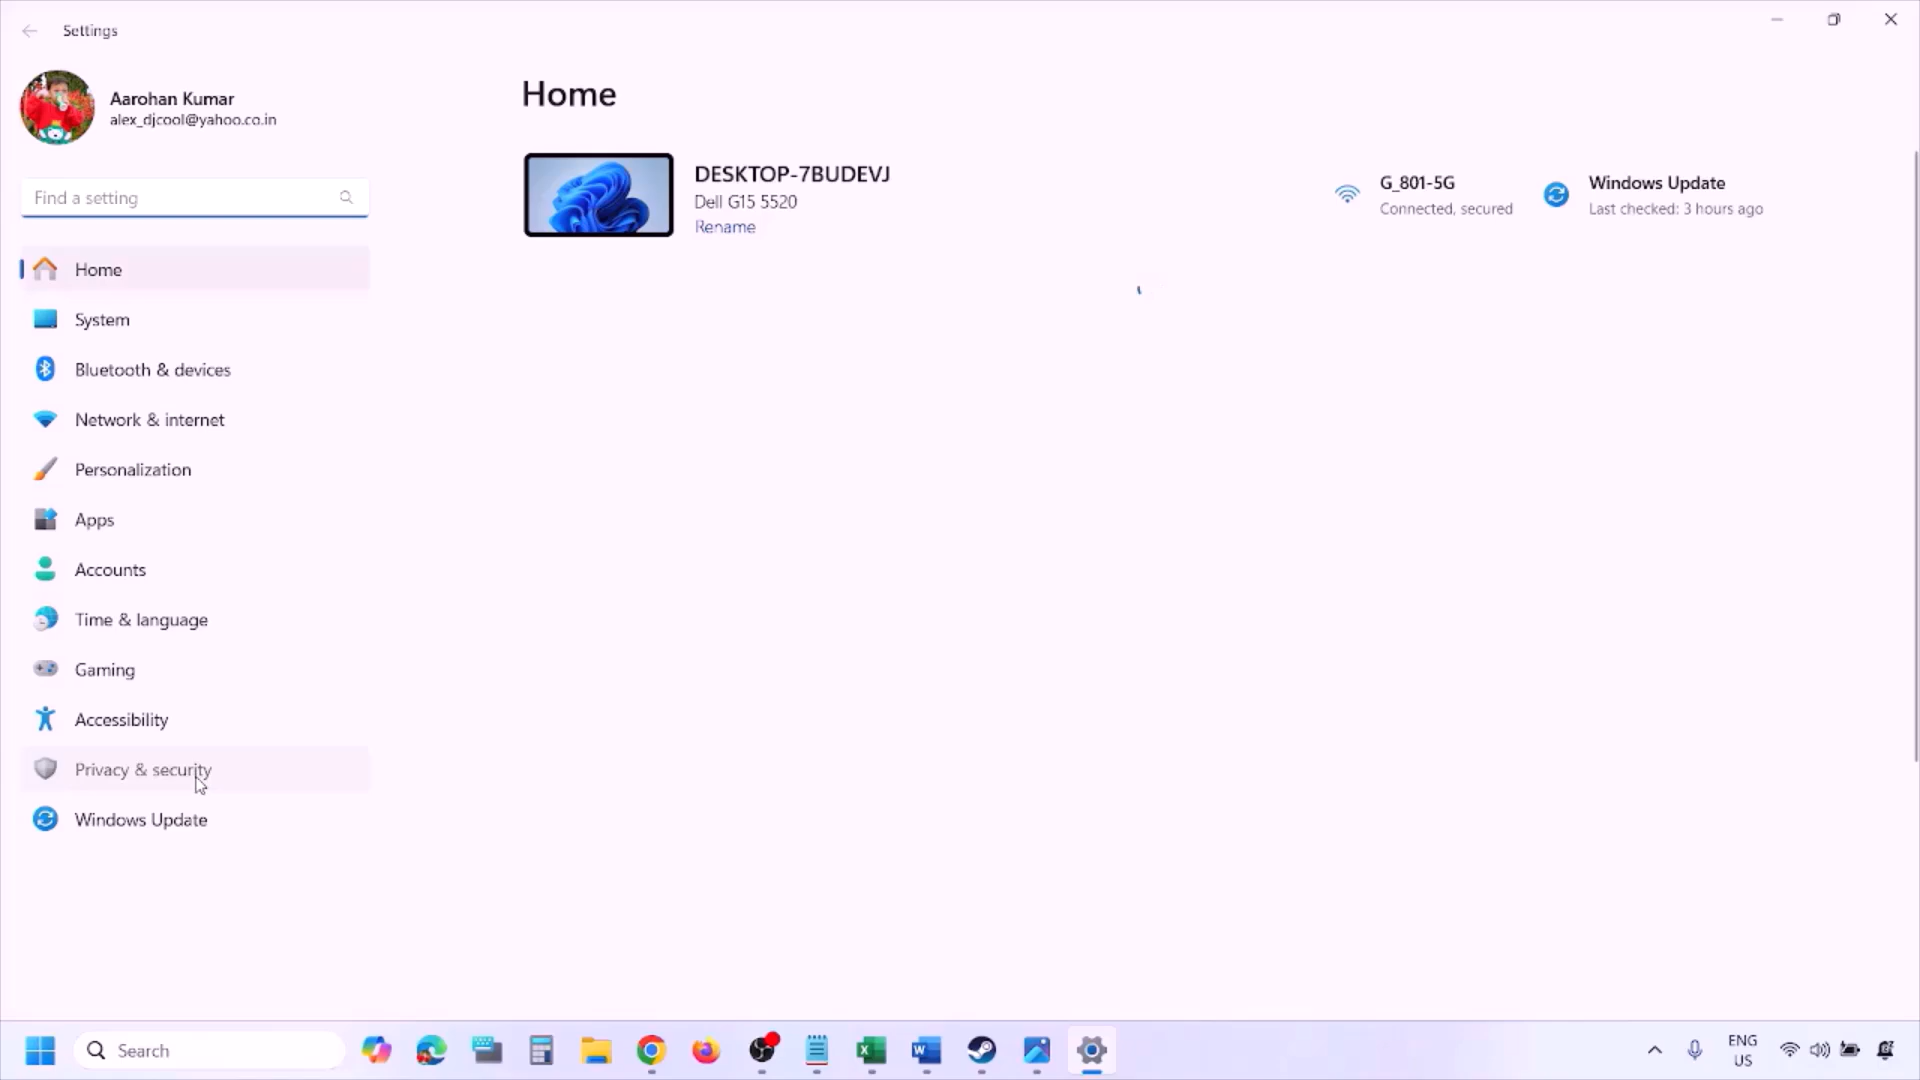 Settings
Aarohan Kumar
alex_djcool@yahoo.co.in
Find a setting
Home
System
Bluetooth & devices
Network & internet
Personalization
Apps
Accounts
Time & language
Gaming
Accessibility
Privacy & security
Windows Update
Home
DESKTOP-7BUDEVJ
Dell G15 5520
Rename
G_801-5G
Connected, secured
Windows Update
Last checked: 3 hours ago
Search
ENG
US